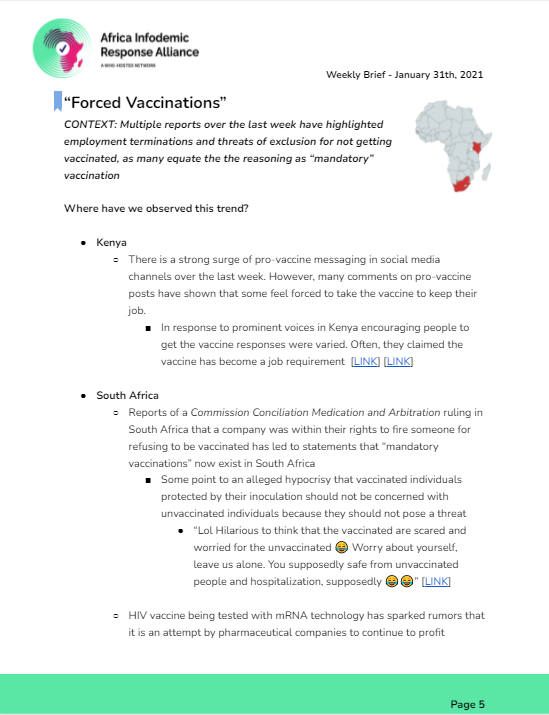 Africa Infodemic
Response Alliance
A WHO-HOSTED NETWORK
Weekly Brief - January 31th, 2021
“Forced Vaccinations”
CONTEXT: Multiple reports over the last week have highlighted
employment terminations and threats of exclusion for not getting
vaccinated, as many equate the the reasoning as “mandatory”
vaccination
Where have we observed this trend?
● Kenya
○ There is a strong surge of pro-vaccine messaging in social media
channels over the last week. However, many comments on pro-vaccine
posts have shown that some feel forced to take the vaccine to keep their
job.
■ In response to prominent voices in Kenya encouraging people to
get the vaccine responses were varied. Often, they claimed the
vaccine has become a job requirement [LINK] [LINK]
● South Africa
○ Reports of a Commission Conciliation Medication and Arbitration ruling in
South Africa that a company was within their rights to fire someone for
refusing to be vaccinated has led to statements that “mandatory
vaccinations” now exist in South Africa
■ Some point to an alleged hypocrisy that vaccinated individuals
protected by their inoculation should not be concerned with
unvaccinated individuals because they should not pose a threat
● “Lol Hilarious to think that the vaccinated are scared and
worried for the unvaccinated 😂 Worry about yourself,
leave us alone. You supposedly safe from unvaccinated
people and hospitalization, supposedly 😂😂” [LINK]
○ HIV vaccine being tested with mRNA technology has sparked rumors that
it is an attempt by pharmaceutical companies to continue to profit
Page 5